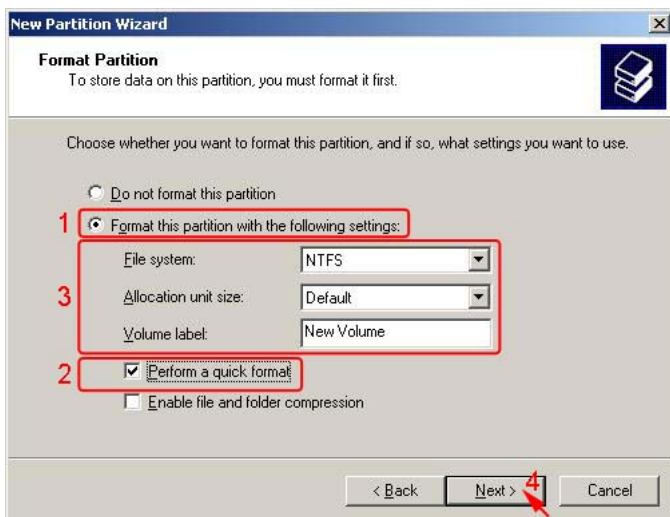 New Partition Wizard
Format Partition
To store data on this partition, you must format it first.
Choose whether you want to format this partition, and if so, what settings you want to use.
Do not format this partition
1 Format this partition with the following settings:
File system: NTFS
3 Allocation unit size: Default
Volume label: New Volume
2 Perform a quick format
Enable file and folder compression
< Back Next > 4 Cancel